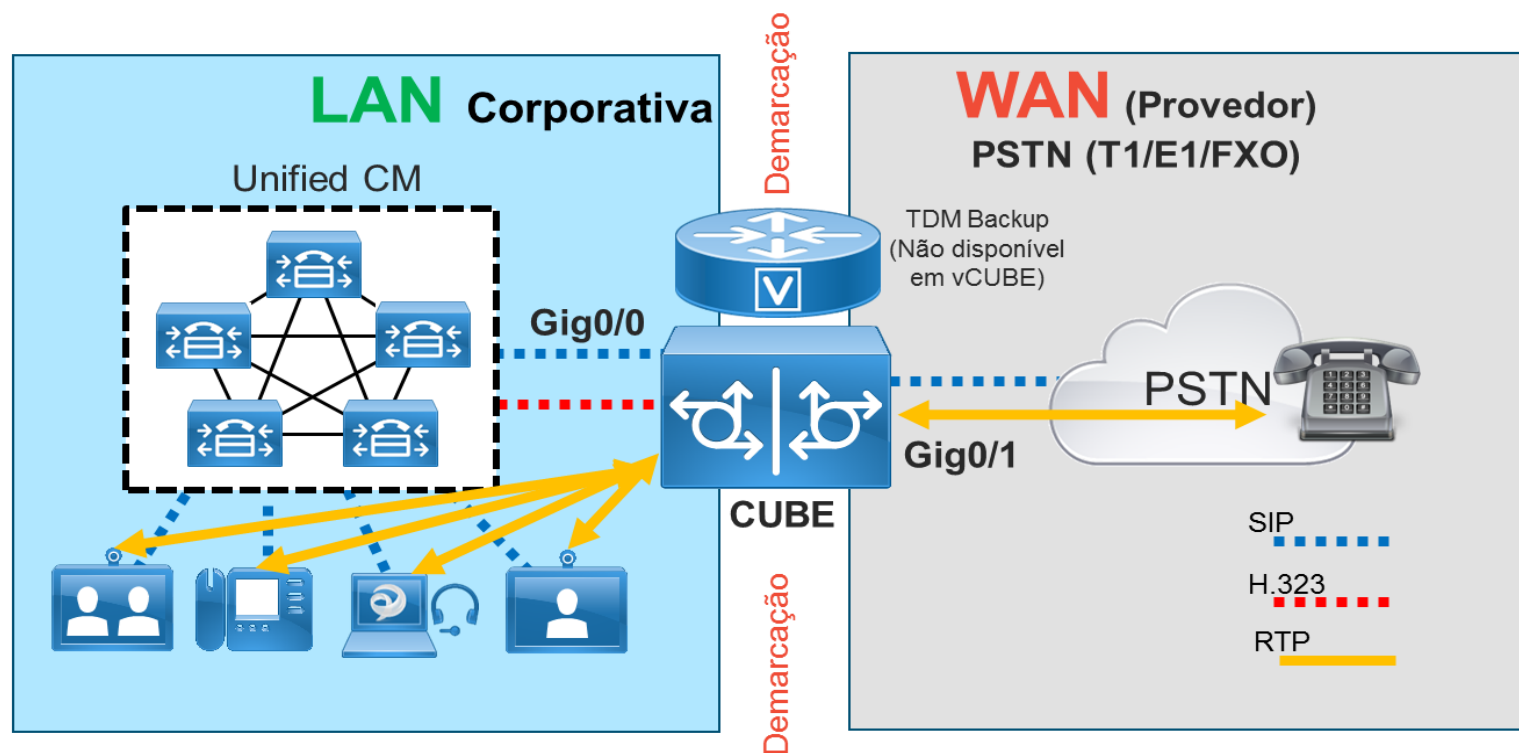 LAN Corporativa
Unified CM
Gig0/0
Demarcação
WAN (Provedor)
PSTN (T1/E1/FXO)
TDM Backup
(Não disponível
em vCUBE)
V
PSTN
Gig0/1
CUBE
Demarcação
SIP
H.323
RTP